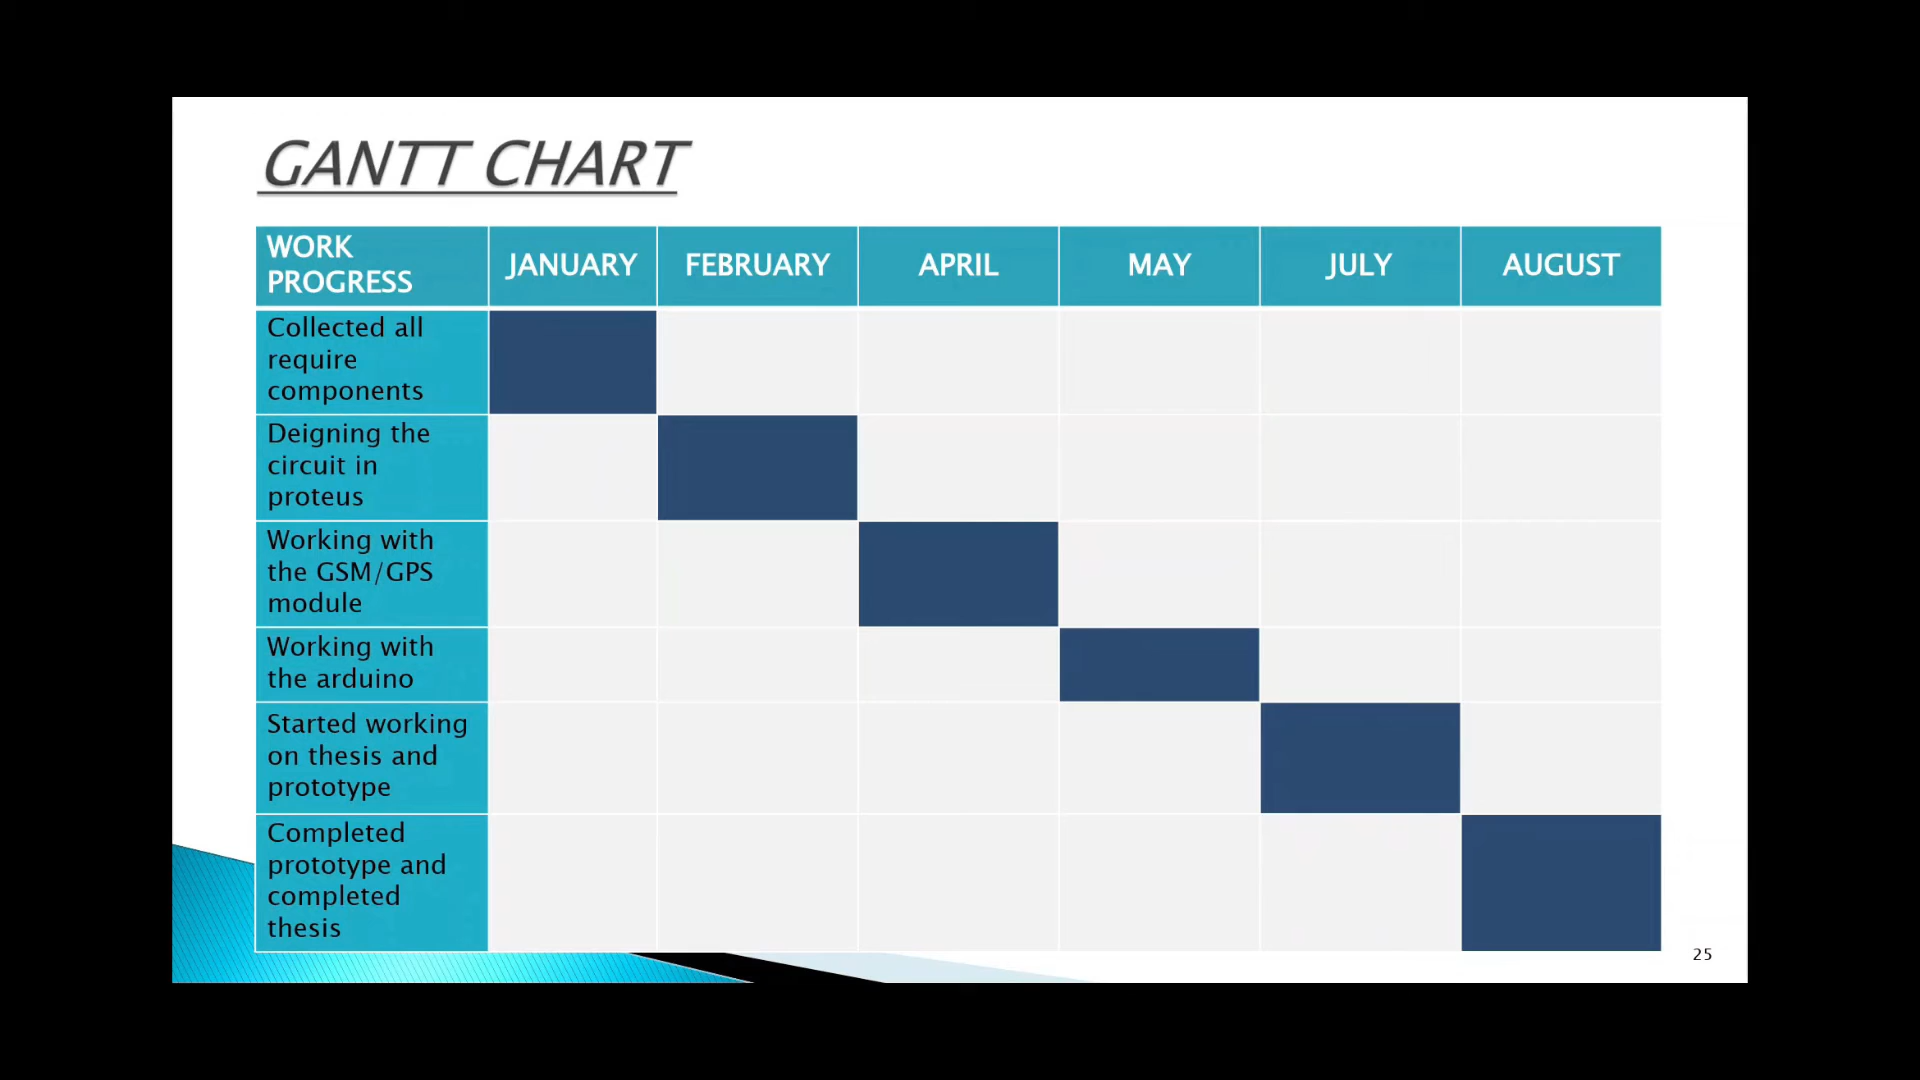 GANTT CHART
WORK
PROGRESS
JANUARY
FEBRUARY
APRIL
MAY
JULY
AUGUST
Collected all
require
components
Deigning the
circuit in
proteus
Working with
the GSM/GPS
module
Working with
the arduino
Started working
on thesis and
prototype
Completed
prototype and
completed
thesis
25